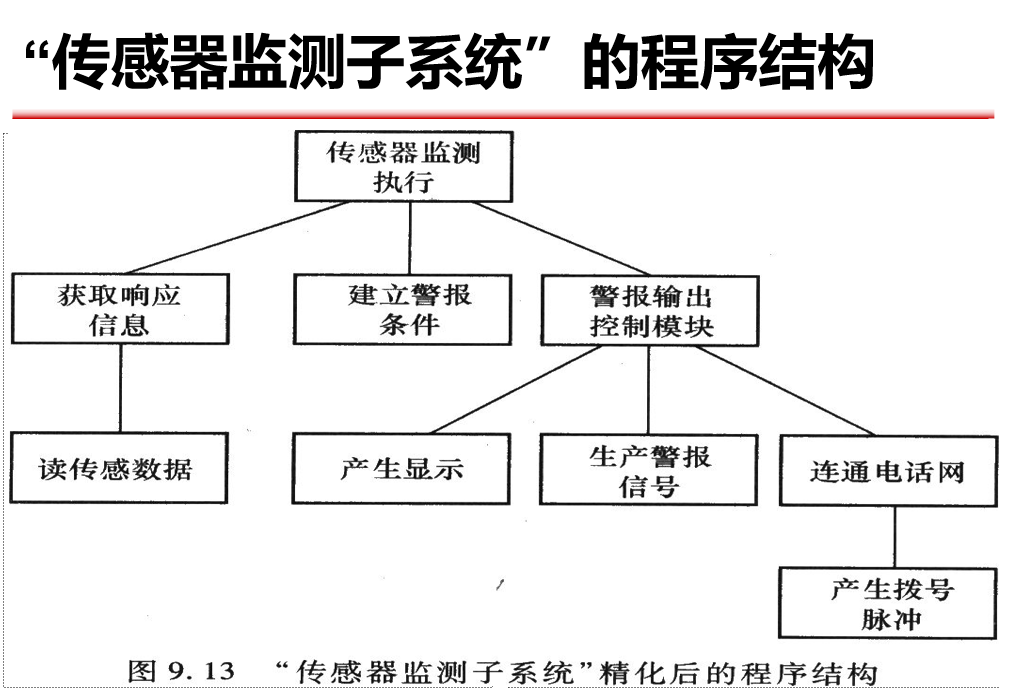 “传感器监测子系统”的程序结构
传感器监测
执行
获取响应
信息
建立警报
条件
警报输出
控制模块
读传感数据
产生显示
生产警报
信号
连通电话网
产生拨号
脉冲
图 9.13 “传感器监测子系统”精化后的程序结构